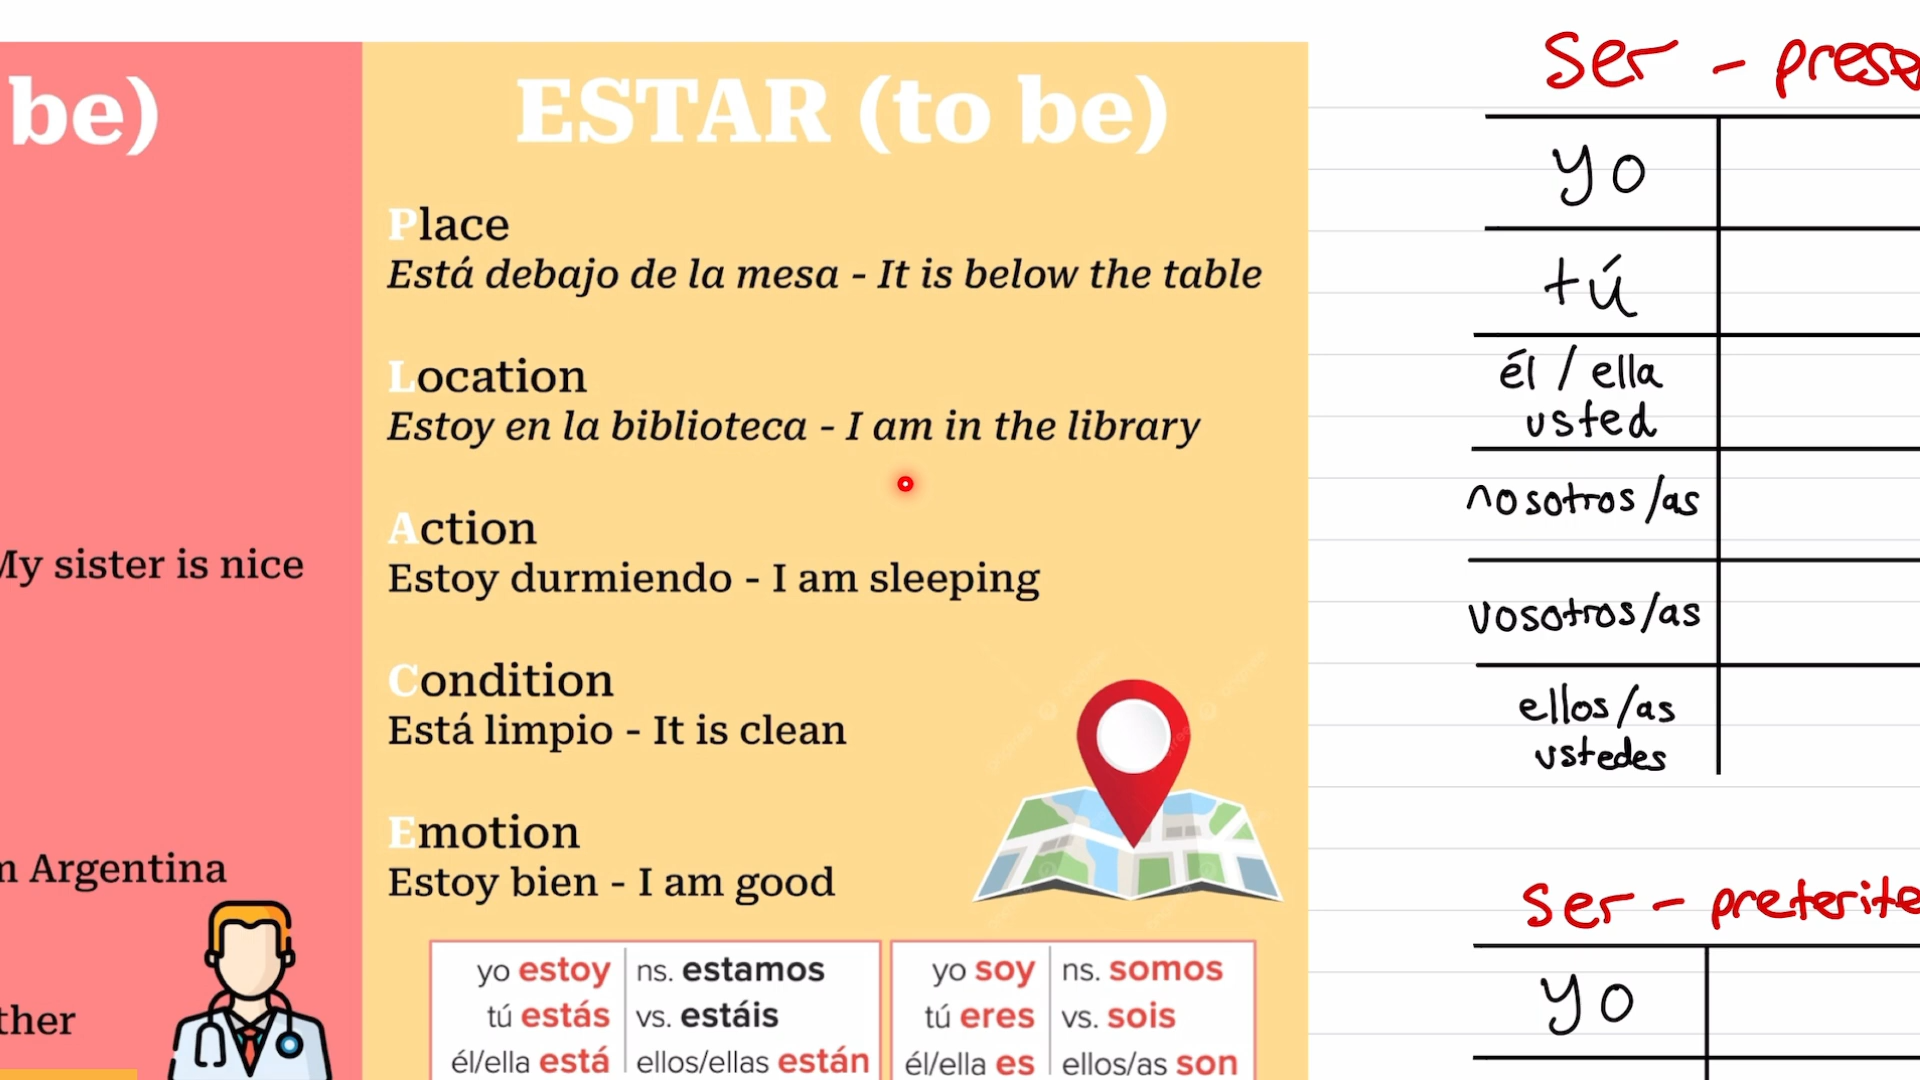 be)
My sister is nice
n Argentina
ther
ESTAR (to be)
Place
Está debajo de la mesa - It is below the table
Location
Estoy en la biblioteca - I am in the library
Action
Estoy durmiendo - I am sleeping
Condition
Está limpio - It is clean
Emotion
Estoy bien - I am good
yo estoy ns. estamos
tú estás vs. estáis
él/ella está ellos/ellas están
yo soy ns. somos
tú eres vs. sois
él/ella es ellos/as son
ser - prese
yo
tú
él / ella
usted
nosotros/as
vosotros/as
ellos/as
ustedes
ser - preterite
yo